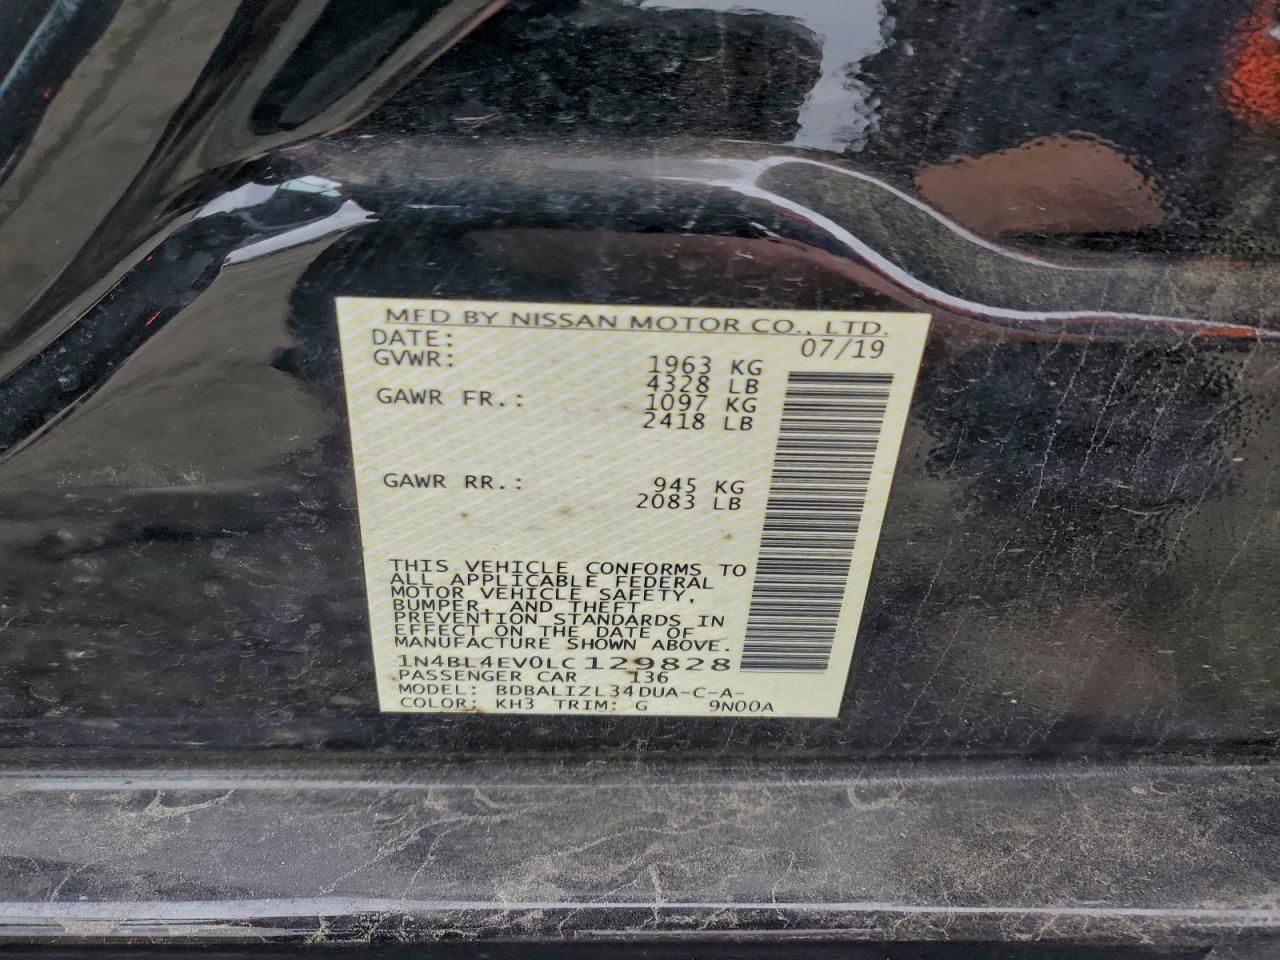 MFD BY NISSAN MOTOR CO., LTD.
DATE: 07/19
GVWR: 1963 KG
4328 LB
GAWR FR.: 1097 KG
2418 LB
GAWR RR.: 945 KG
2083 LB
THIS VEHICLE CONFORMS TO
ALL APPLICABLE FEDERAL
MOTOR VEHICLE SAFETY,
BUMPER, AND THEFT
PREVENTION STANDARDS IN
EFFECT ON THE DATE OF
MANUFACTURE SHOWN ABOVE.
1N4BL4EV0LC129828
PASSENGER CAR 136
MODEL: BDBALIZL34DUA-C-A-
COLOR: KH3 TRIM: G 9N00A